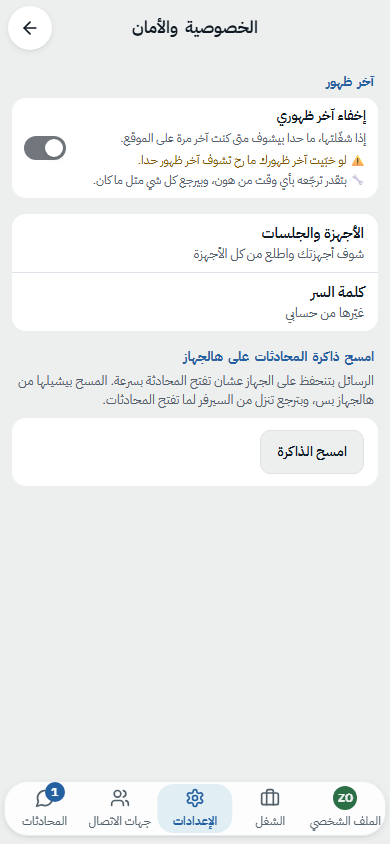 الخصوصية والأمان
آخر ظهور
إخفاء آخر ظهوري
إذا شغّلتها، ما حدا بيشوف متى كنت آخر مرة على الموقع.
⚠️ لو خبّيت آخر ظهورك ما رح تشوف آخر ظهور حدا.
🔧 بتقدر ترجّعه بأي وقت من هون، وبيرجع كل شي مثل ما كان.
الأجهزة والجلسات
شوف أجهزتك واطلع من كل الأجهزة
كلمة السر
غيّرها من حسابي
امسح ذاكرة المحادثات على هالجهاز
الرسائل بتنحفظ على الجهاز عشان تفتح المحادثة بسرعة. المسح بيشيلها من
هالجهاز بس، وبترجع تنزل من السيرفر لما تفتح المحادثات.
امسح الذاكرة
ZO
1
الملف الشخصي
الشغل
الإعدادات
جهات الاتصال
المحادثات